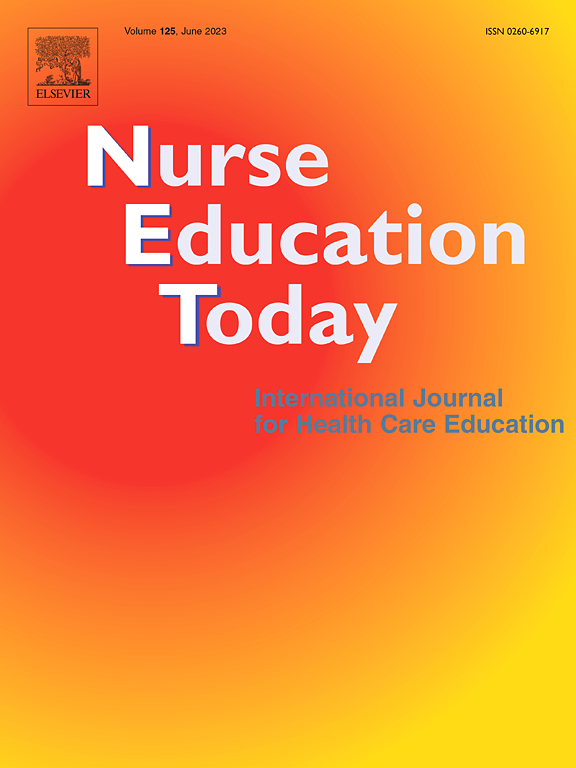 Volume 125, June 2023
ISSN 0260-6917
ELSEVIER
Nurse
Education
Today
International Journal
for Health Care Education